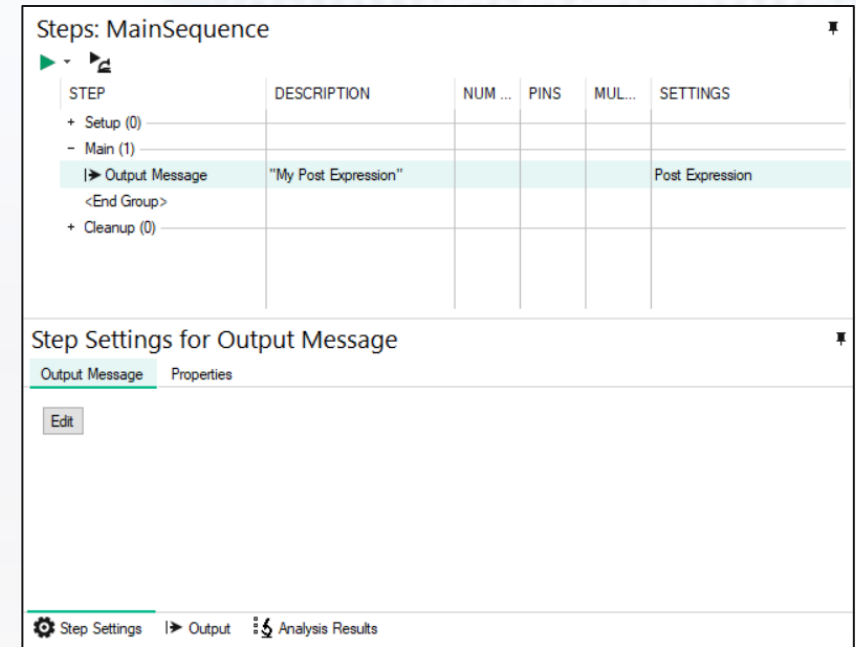 Steps: MainSequence
STEP DESCRIPTION NUM ... PINS MUL... SETTINGS
+ Setup (0)
- Main (1)
Output Message "My Post Expression" Post Expression
<End Group>
+ Cleanup (0)
Step Settings for Output Message
Output Message Properties
Edit
Step Settings Output Analysis Results